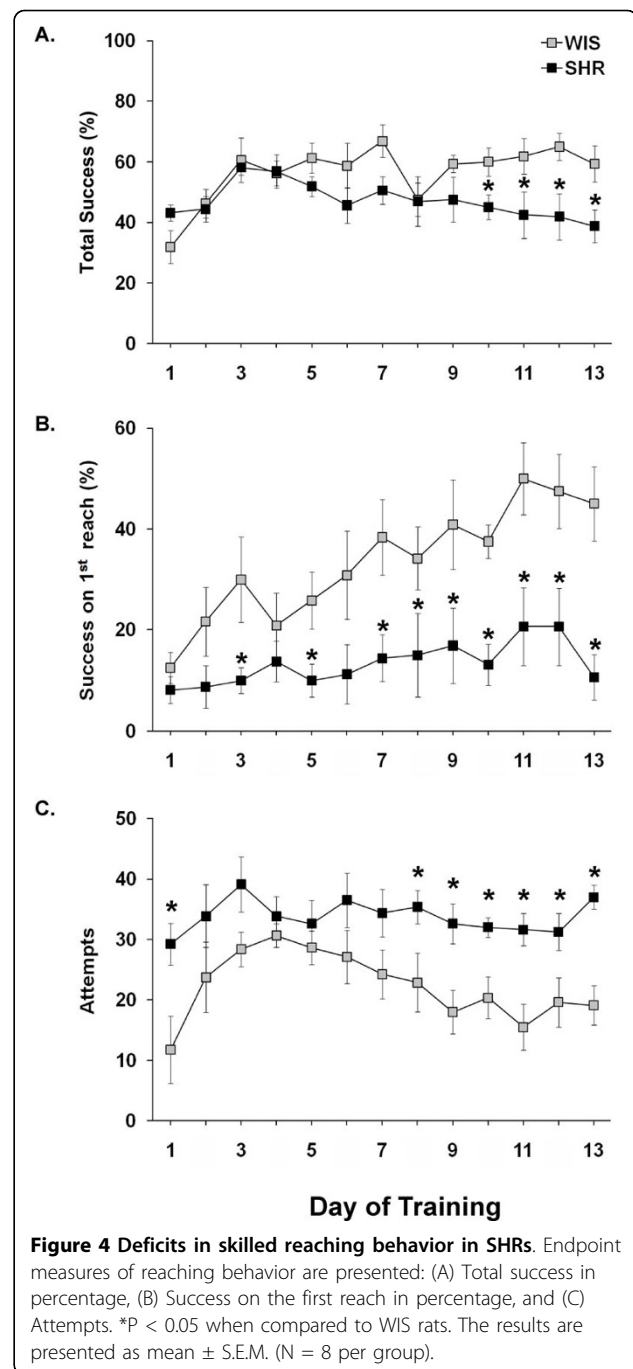 A.
WIS
SHR
100
80
60
40
20
0
Total Success (%)
* * * *
1 3 5 7 9 11 13
B.
60
40
20
0
Success on 1st reach (%)
* * * * * * * * *
1 3 5 7 9 11 13
C.
50
40
30
20
10
0
Attempts
* * * * * * *
1 3 5 7 9 11 13
Day of Training
Figure 4 Deficits in skilled reaching behavior in SHRs. Endpoint
measures of reaching behavior are presented: (A) Total success in
percentage, (B) Success on the first reach in percentage, and (C)
Attempts. *P < 0.05 when compared to WIS rats. The results are
presented as mean ± S.E.M. (N = 8 per group).